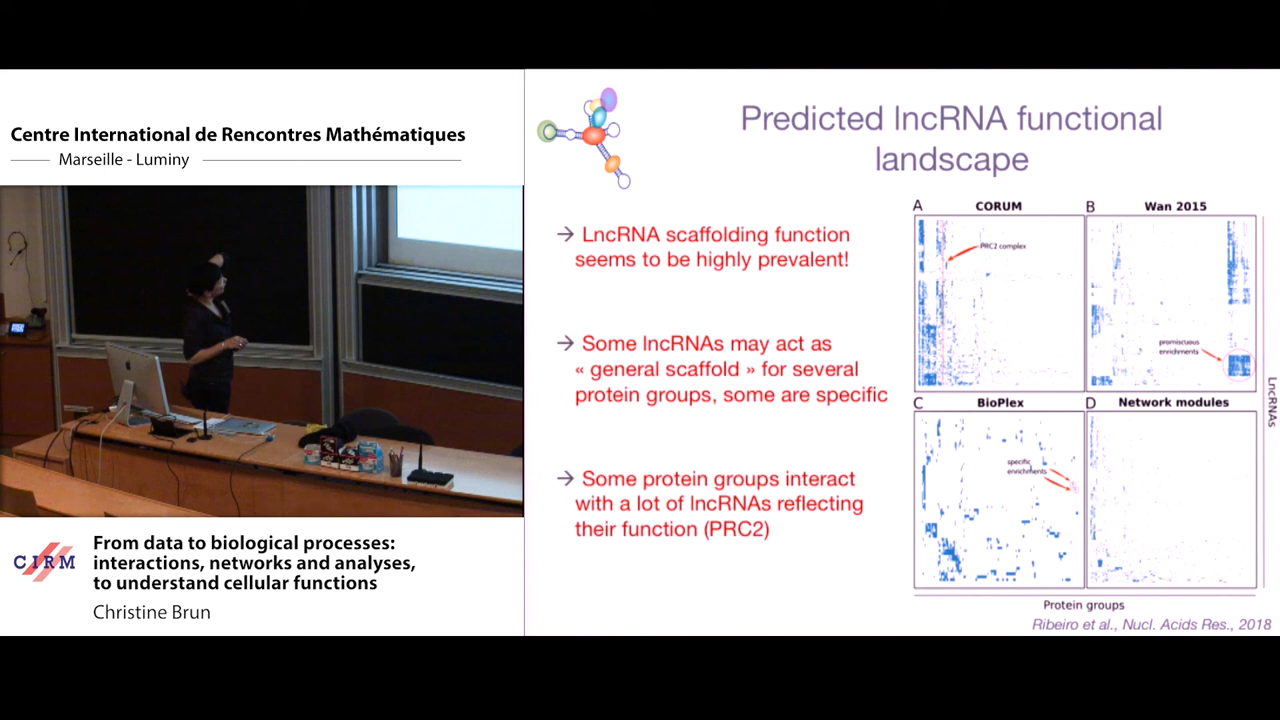 Centre International de Rencontres Mathématiques
Marseille - Luminy
CIRM
From data to biological processes:
interactions, networks and analyses,
to understand cellular functions
Christine Brun
Predicted lncRNA functional
landscape
→ LncRNA scaffolding function
seems to be highly prevalent!
→ Some lncRNAs may act as
« general scaffold » for several
protein groups, some are specific
→ Some protein groups interact
with a lot of lncRNAs reflecting
their function (PRC2)
A CORUM
PRC2 complex
B Wan 2015
promiscuous
enrichments
C BioPlex
specific
enrichments
D Network modules
LncRNAs
Protein groups
Ribeiro et al., Nucl. Acids Res., 2018